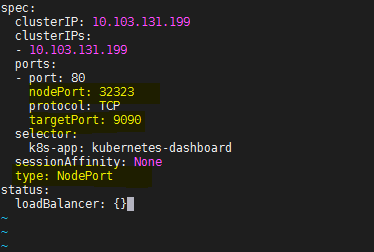 spec:
  clusterIP: 10.103.131.199
  clusterIPs:
  - 10.103.131.199
  ports:
  - port: 80
    nodePort: 32323
    protocol: TCP
    targetPort: 9090
  selector:
    k8s-app: kubernetes-dashboard
  sessionAffinity: None
  type: NodePort
status:
  loadBalancer: {}
~
~
~